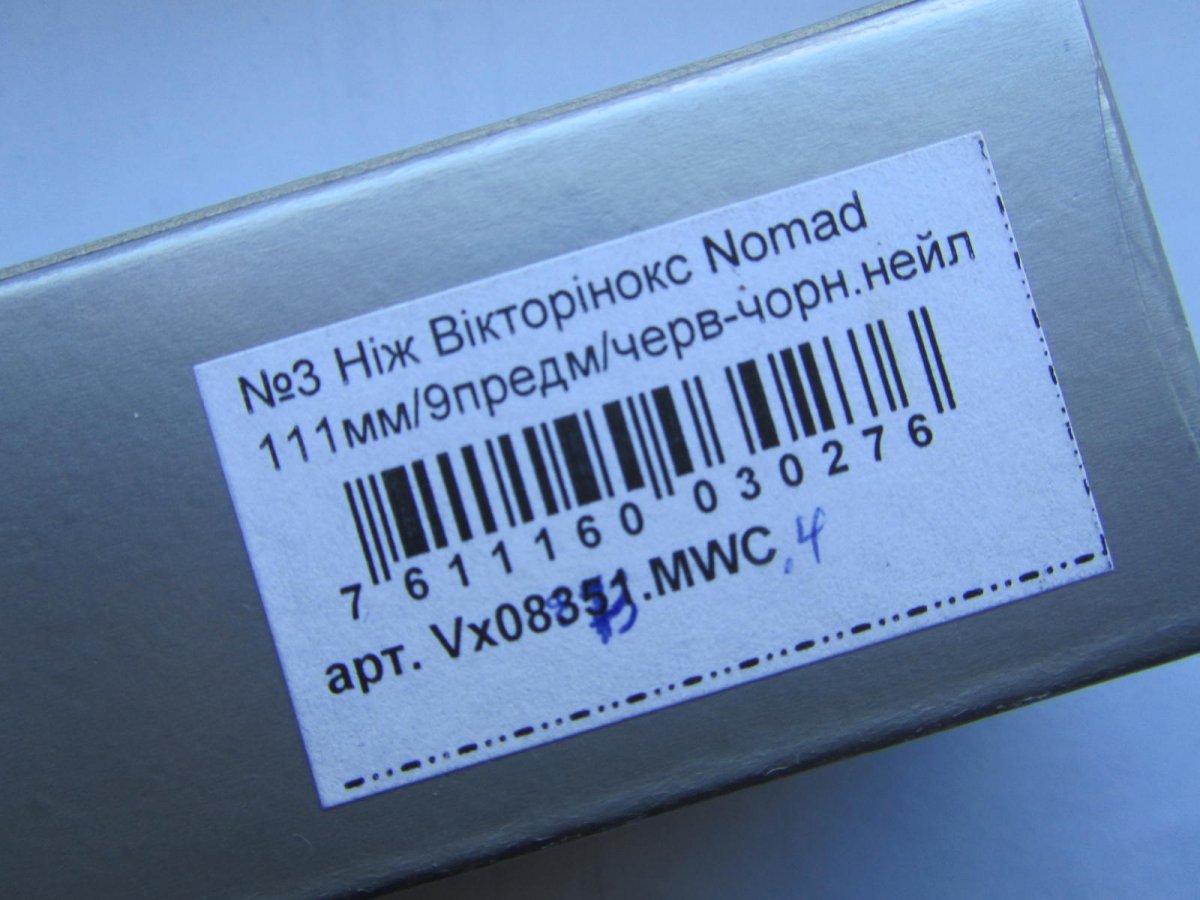 №3 Ніж Вікторінокс Nomad
111мм/9предм/черв-чорн.нейл
7 611160 030276
арт. Vx08351.MWC.4